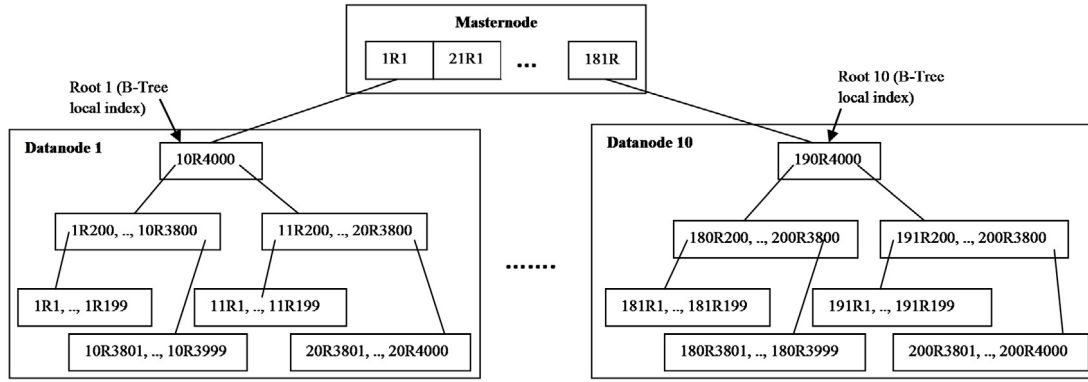 Masternode
1R1 21R1 ... 181R
Root 1 (B-Tree
local index)
Root 10 (B-Tree
local index)
Datanode 1
10R4000
1R200, .., 10R3800
11R200, .., 20R3800
1R1, .., 1R199
11R1, .., 11R199
10R3801, .., 10R3999
20R3801, .., 20R4000
.......
Datanode 10
190R4000
180R200, .., 200R3800
191R200, .., 200R3800
181R1, .., 181R199
191R1, .., 191R199
180R3801, .., 180R3999
200R3801, .., 200R4000